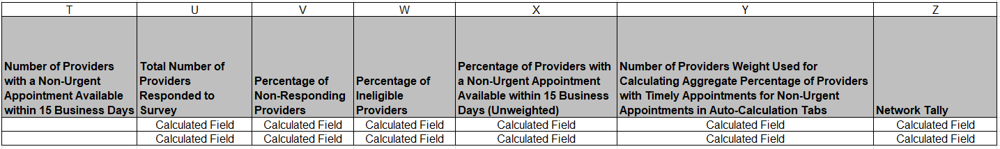 T U V W X Y Z
Number of Providers
with a Non-Urgent
Appointment Available
within 15 Business Days
Total Number of
Providers
Responded to
Survey
Percentage of
Non-Responding
Providers
Percentage of
Ineligible
Providers
Percentage of Providers with
a Non-Urgent Appointment
Available within 15 Business
Days (Unweighted)
Number of Providers Weight Used for
Calculating Aggregate Percentage of Providers
with Timely Appointments for Non-Urgent
Appointments in Auto-Calculation Tabs
Network Tally
Calculated Field Calculated Field Calculated Field Calculated Field Calculated Field Calculated Field
Calculated Field Calculated Field Calculated Field Calculated Field Calculated Field Calculated Field